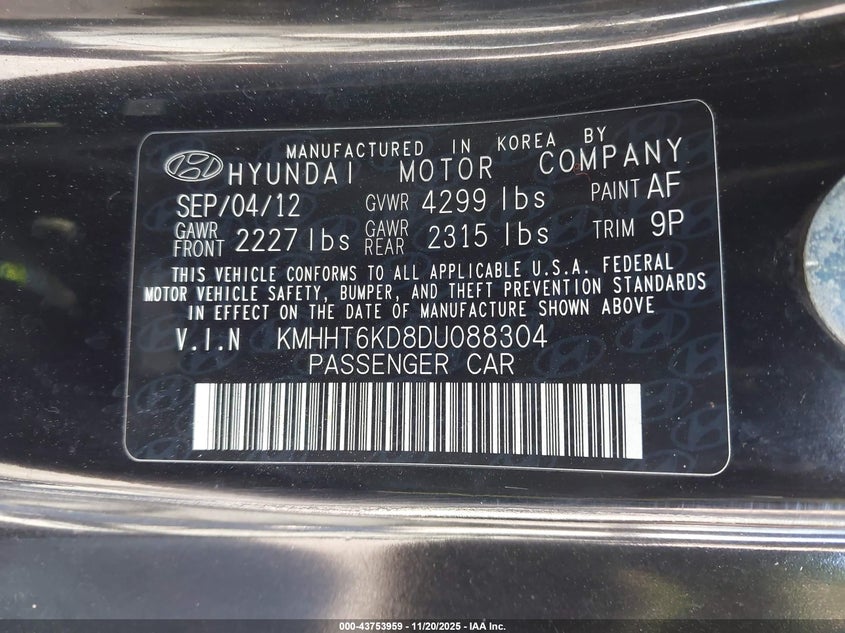 MANUFACTURED IN KOREA BY
HYUNDAI MOTOR COMPANY
SEP/04/12 GVWR 4299 lbs PAINT AF
GAWR FRONT 2227 lbs GAWR REAR 2315 lbs TRIM 9P
THIS VEHICLE CONFORMS TO ALL APPLICABLE U.S.A. FEDERAL
MOTOR VEHICLE SAFETY, BUMPER, AND THEFT PREVENTION STANDARDS
IN EFFECT ON THE DATE OF MANUFACTURE SHOWN ABOVE
V.I.N KMHHT6KD8DU088304
PASSENGER CAR
000-43753959 - 11/20/2025 - IAA Inc.